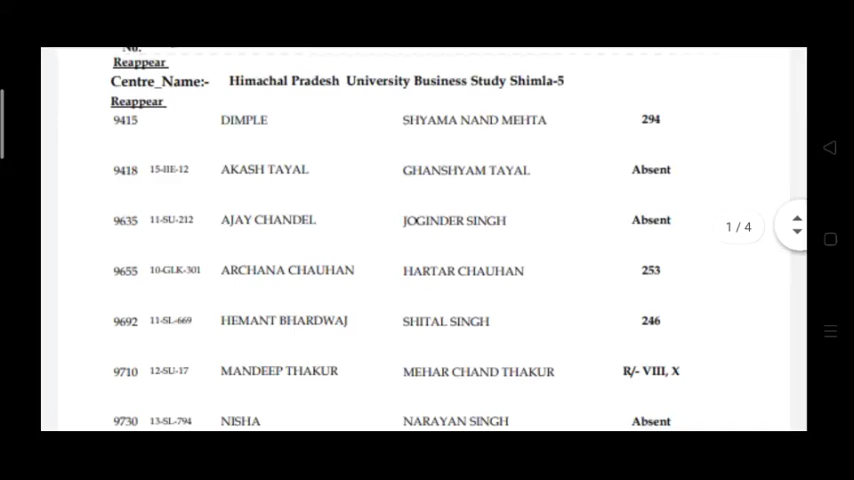 No.
Reappear
Centre_Name:- Himachal Pradesh University Business Study Shimla-5
Reappear
9415 DIMPLE SHYAMA NAND MEHTA 294
9418 15-IIE-12 AKASH TAYAL GHANSHYAM TAYAL Absent
9635 11-SU-212 AJAY CHANDEL JOGINDER SINGH Absent
1 / 4
9655 10-GLK-301 ARCHANA CHAUHAN HARTAR CHAUHAN 253
9692 11-SL-669 HEMANT BHARDWAJ SHITAL SINGH 246
9710 12-SU-17 MANDEEP THAKUR MEHAR CHAND THAKUR R/- VIII, X
9730 13-SL-794 NISHA NARAYAN SINGH Absent